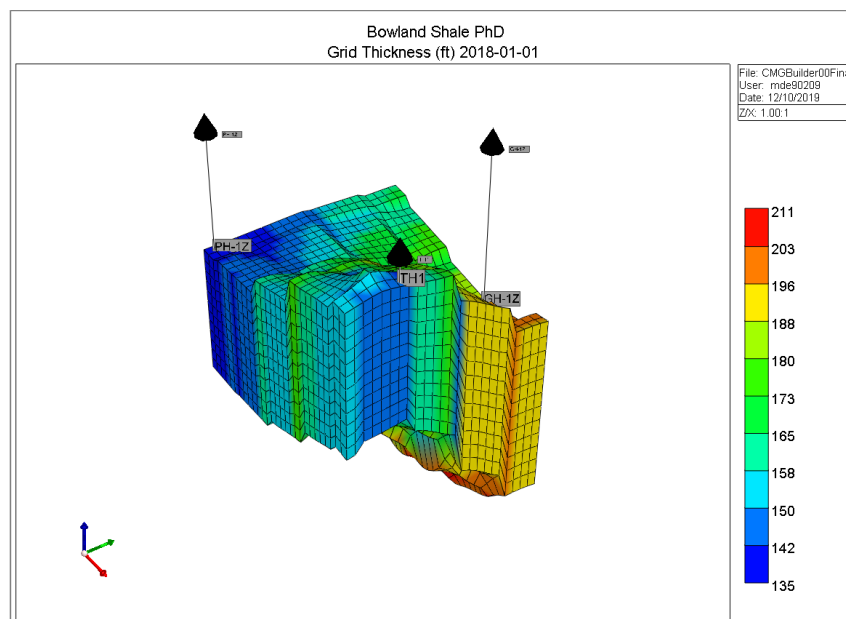 Bowland Shale PhD
Grid Thickness (ft) 2018-01-01
File: CMGBuilder00Fina
User: mde90209
Date: 12/10/2019
Z/X: 1.00:1
PH-1Z
TH1
GH-1Z
211
203
196
188
180
173
165
158
150
142
135